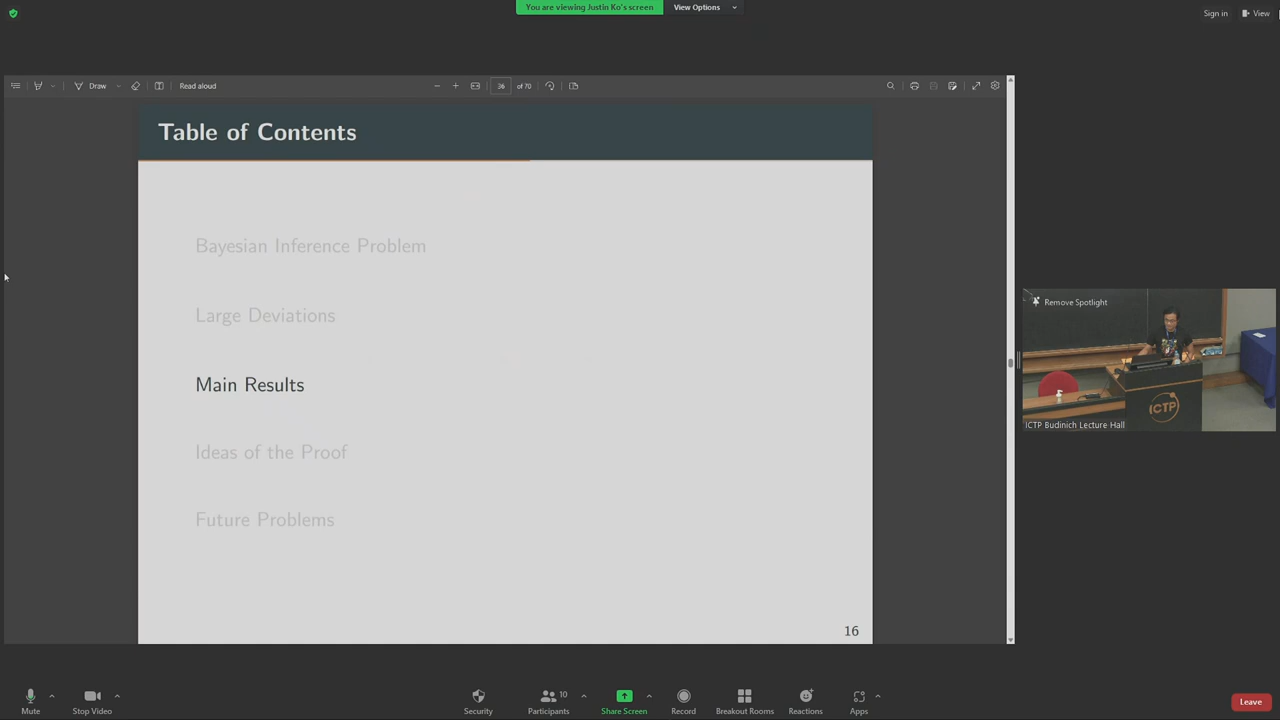 You are viewing Justin Ko's screen
View Options
Sign in
View
Draw
Read aloud
36
of 70
Table of Contents
Bayesian Inference Problem
Large Deviations
Main Results
Ideas of the Proof
Future Problems
16
Remove Spotlight
ICTP
ICTP Budinich Lecture Hall
Mute
Stop Video
Security
Participants
10
Share Screen
Record
Breakout Rooms
Reactions
Apps
Leave